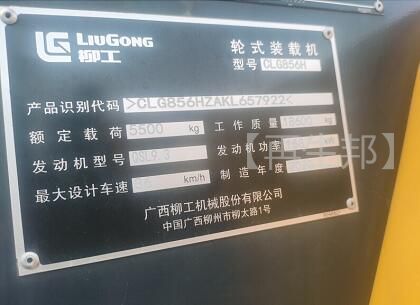 LIUGONG
柳工
轮式装载机
型号 CLG856H
产品识别代码 >CLG856HZAKL657922<
额定载荷 5500 kg 工作质量 18600 kg
发动机型号 QSL9.3 发动机功率 kW
最大设计车速 km/h 制造年度
广西柳工机械股份有限公司
中国广西柳州市柳太路1号